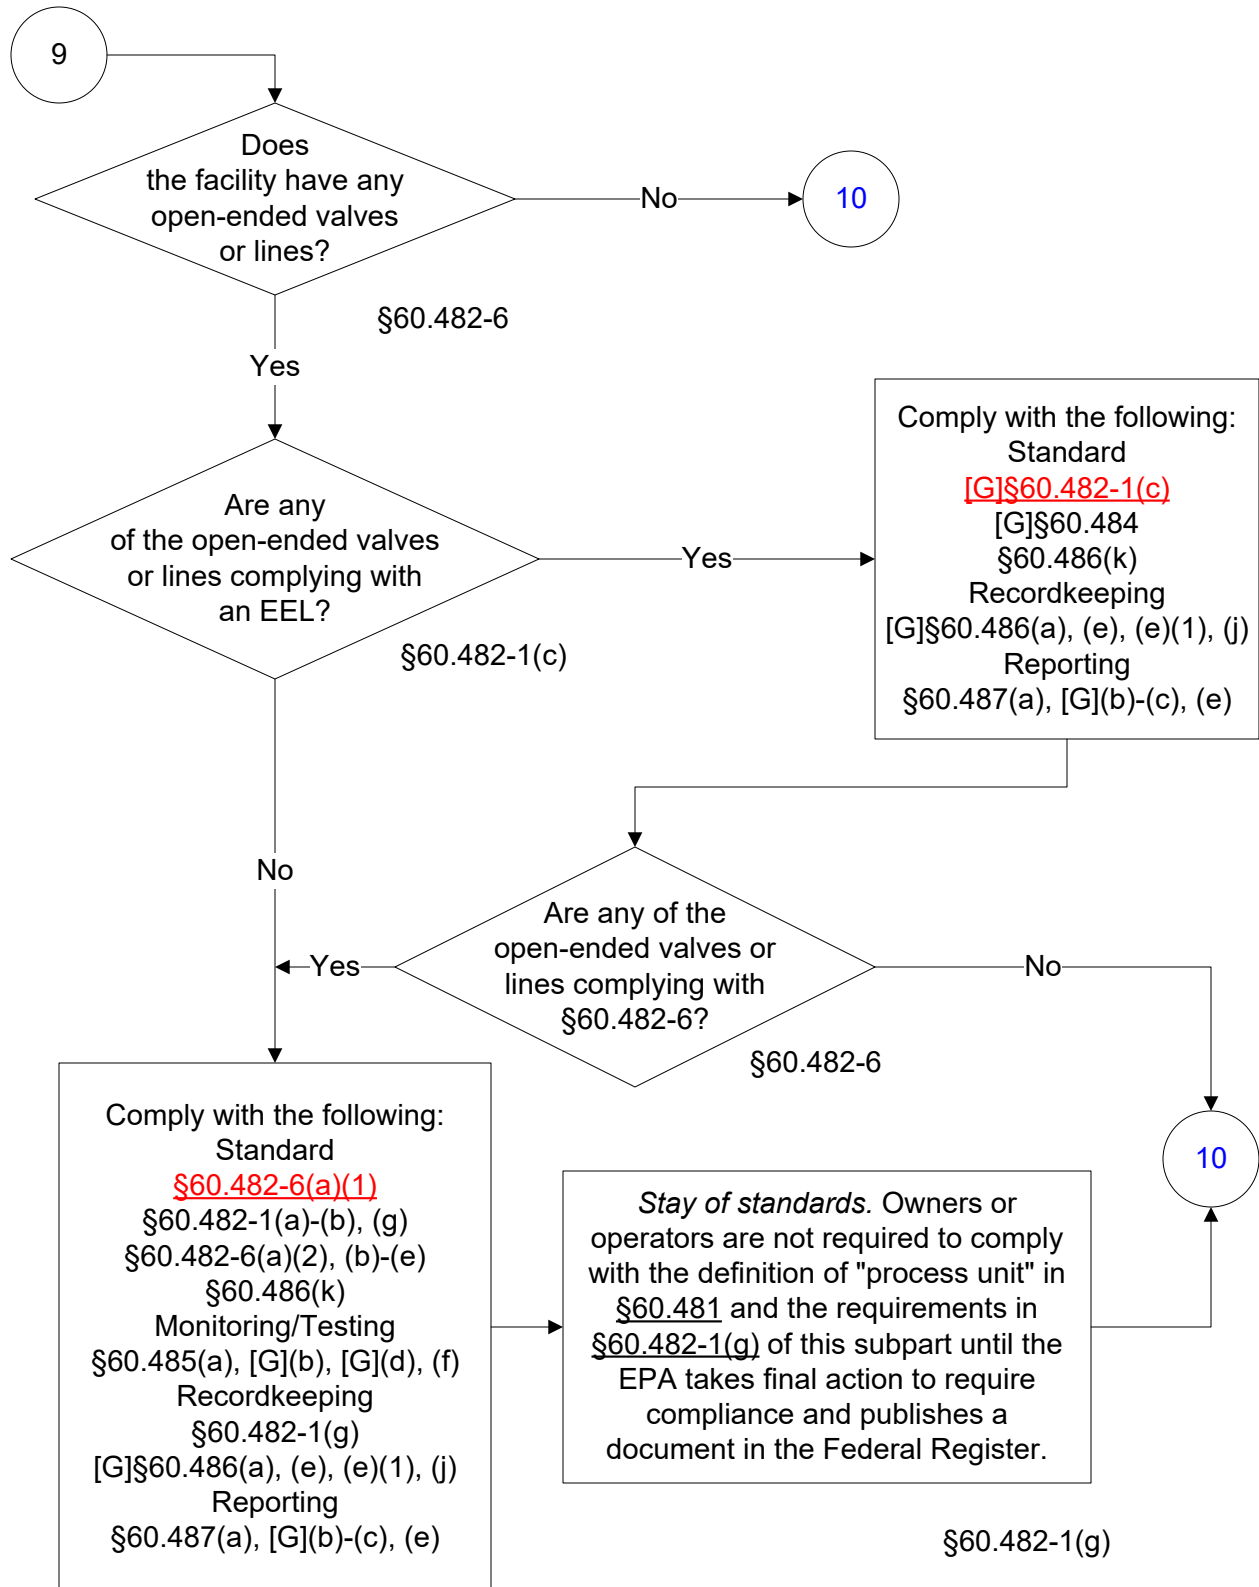 9
Does
the facility have any
open-ended valves
or lines?
No
10
§60.482-6
Yes
Are any
of the open-ended valves
or lines complying with
an EEL?
Yes
§60.482-1(c)
Comply with the following:
Standard
[G]§60.482-1(c)
[G]§60.484
§60.486(k)
Recordkeeping
[G]§60.486(a), (e), (e)(1), (j)
Reporting
§60.487(a), [G](b)-(c), (e)
No
Are any of the
open-ended valves or
lines complying with
§60.482-6?
Yes
No
§60.482-6
10
Comply with the following:
Standard
§60.482-6(a)(1)
§60.482-1(a)-(b), (g)
§60.482-6(a)(2), (b)-(e)
§60.486(k)
Monitoring/Testing
§60.485(a), [G](b), [G](d), (f)
Recordkeeping
§60.482-1(g)
[G]§60.486(a), (e), (e)(1), (j)
Reporting
§60.487(a), [G](b)-(c), (e)
Stay of standards. Owners or
operators are not required to comply
with the definition of "process unit" in
§60.481 and the requirements in
§60.482-1(g) of this subpart until the
EPA takes final action to require
compliance and publishes a
document in the Federal Register.
§60.482-1(g)